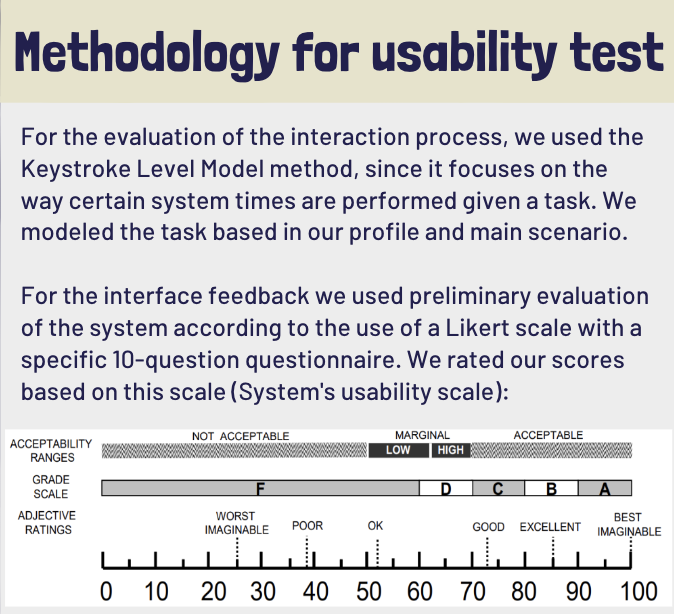 Methodology for usability test
For the evaluation of the interaction process, we used the
Keystroke Level Model method, since it focuses on the
way certain system times are performed given a task. We
modeled the task based in our profile and main scenario.
For the interface feedback we used preliminary evaluation
of the system according to the use of a Likert scale with a
specific 10-question questionnaire. We rated our scores
based on this scale (System's usability scale):
NOT ACCEPTABLE MARGINAL ACCEPTABLE
ACCEPTABILITY
RANGES
LOW HIGH
GRADE
SCALE
F D C B A
ADJECTIVE
RATINGS
WORST
IMAGINABLE
POOR
OK
GOOD
EXCELLENT
BEST
IMAGINABLE
0 10 20 30 40 50 60 70 80 90 100